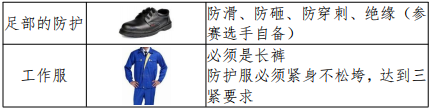 足部的防护
防滑、防砸、防穿刺、绝缘（参
赛选手自备）
工作服
必须是长裤
防护服必须紧身不松垮，达到三
紧要求